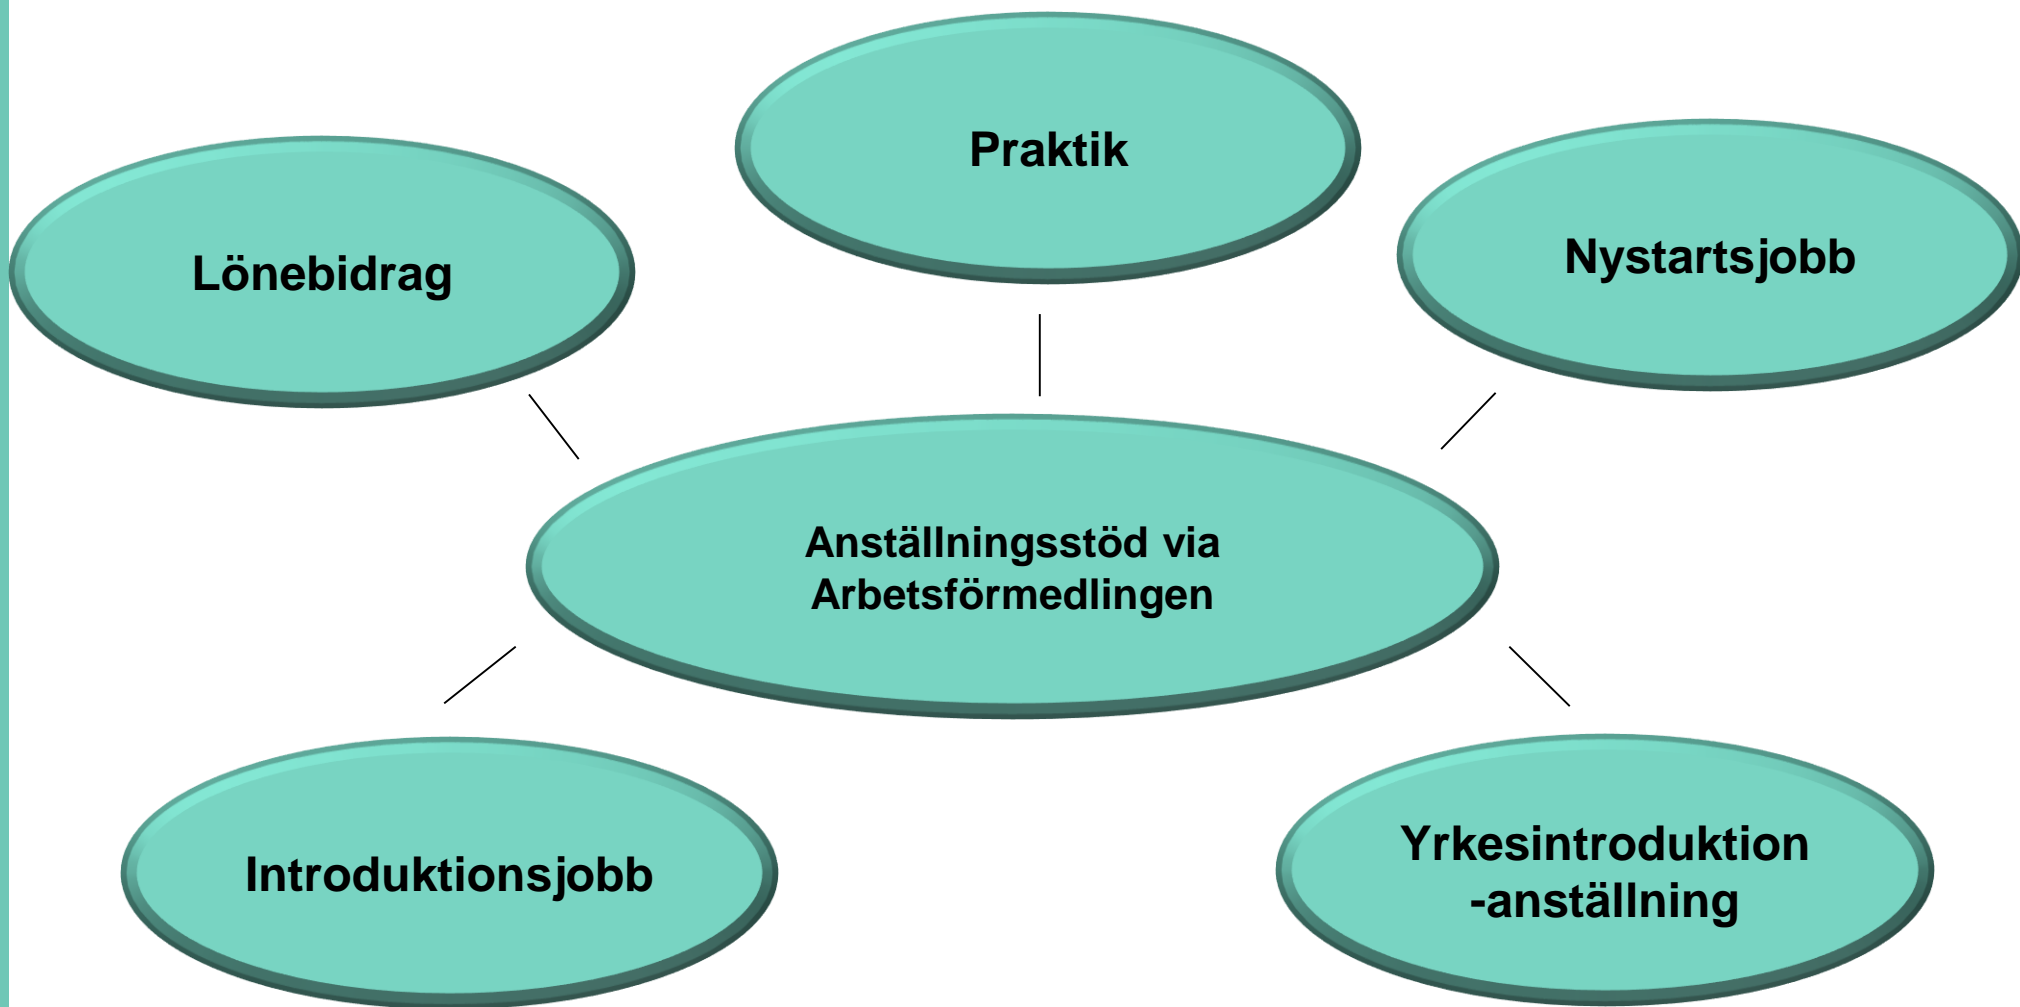 Praktik
Lönebidrag
Nystartsjobb
Anställningsstöd via
Arbetsförmedlingen
Introduktionsjobb
Yrkesintroduktion
-anställning